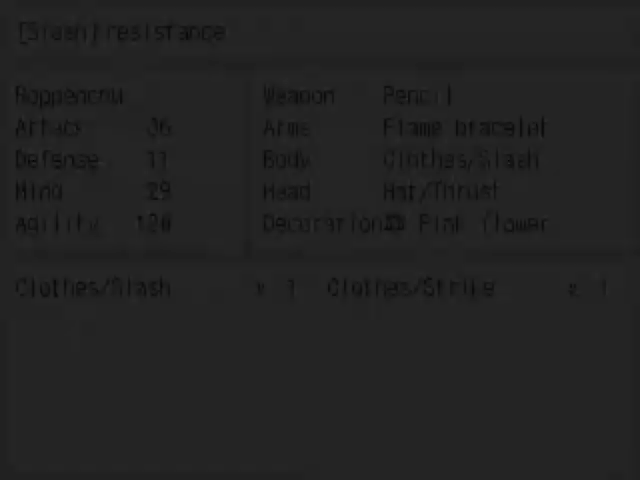 [Green] resistance
Weapon Pencil
Attack 36 Arms Flame bracelet
Defense 11 Body Clothes/Slash
Mind 29 Head Hat/Thrust
Agility 120 Decoration Pink flower
Clothes/Slash x 1 Clothes/Strike x 1